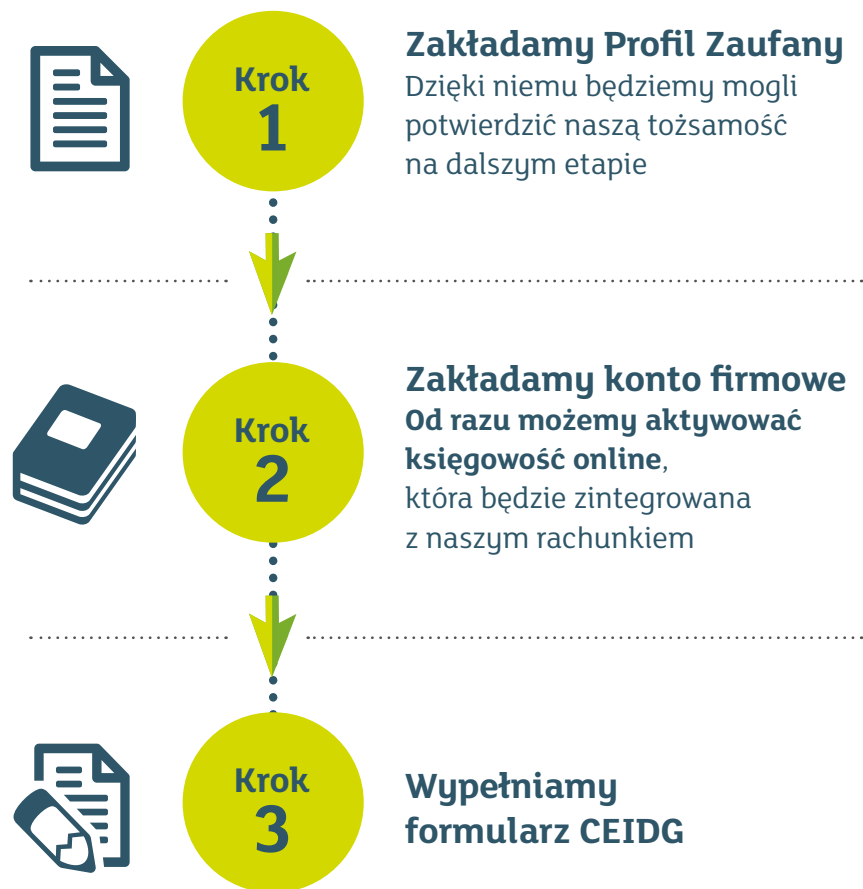 Krok
1
Zakładamy Profil Zaufany
Dzięki niemu będziemy mogli
potwierdzić naszą tożsamość
na dalszym etapie
Krok
2
Zakładamy konto firmowe
Od razu możemy aktywować
księgowość online,
która będzie zintegrowana
z naszym rachunkiem
Krok
3
Wypełniamy
formularz CEIDG